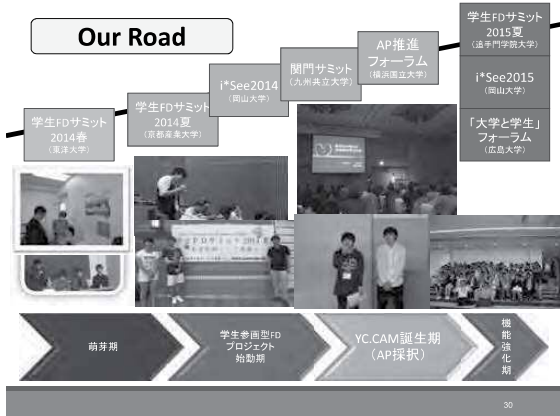 Our Road
学生FDサミット
2014春
(東洋大学)
学生FDサミット
2014夏
(京都産業大学)
i*See2014
(岡山大学)
関門サミット
(九州共立大学)
AP推進
フォーラム
(横浜国立大学)
学生FDサミット
2015夏
(追手門学院大学)
i*See2015
(岡山大学)
「大学と学生」
フォーラム
(広島大学)
萌芽期
学生参画型FD
プロジェクト
始動期
YC.CAM誕生期
(AP採択)
機能強化期
30